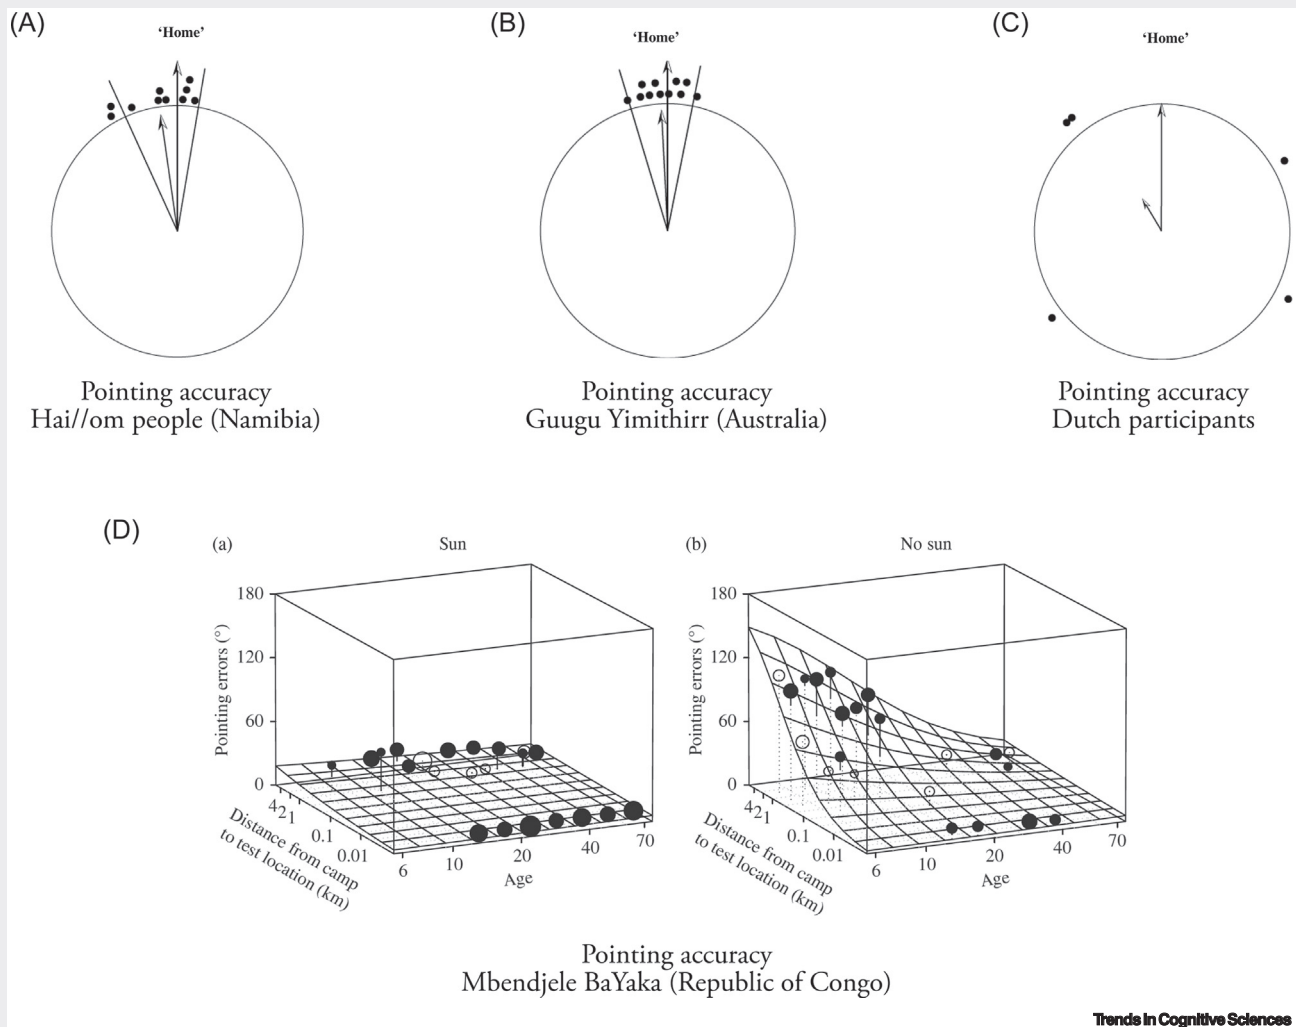 (A)
‘Home’
(B)
‘Home’
(C)
‘Home’
Pointing accuracy
Hai//om people (Namibia)
Pointing accuracy
Guugu Yimithirr (Australia)
Pointing accuracy
Dutch participants
(D)
(a)
Sun
180
120
60
0
Pointing errors (°)
4
2
1
0.1
0.01
Distance from camp
to test location (km)
6
10
20
40
70
Age
(b)
No sun
180
120
60
0
Pointing errors (°)
4
2
1
0.1
0.01
Distance from camp
to test location (km)
6
10
20
40
70
Age
Pointing accuracy
Mbendjele BaYaka (Republic of Congo)
Trends in Cognitive Sciences